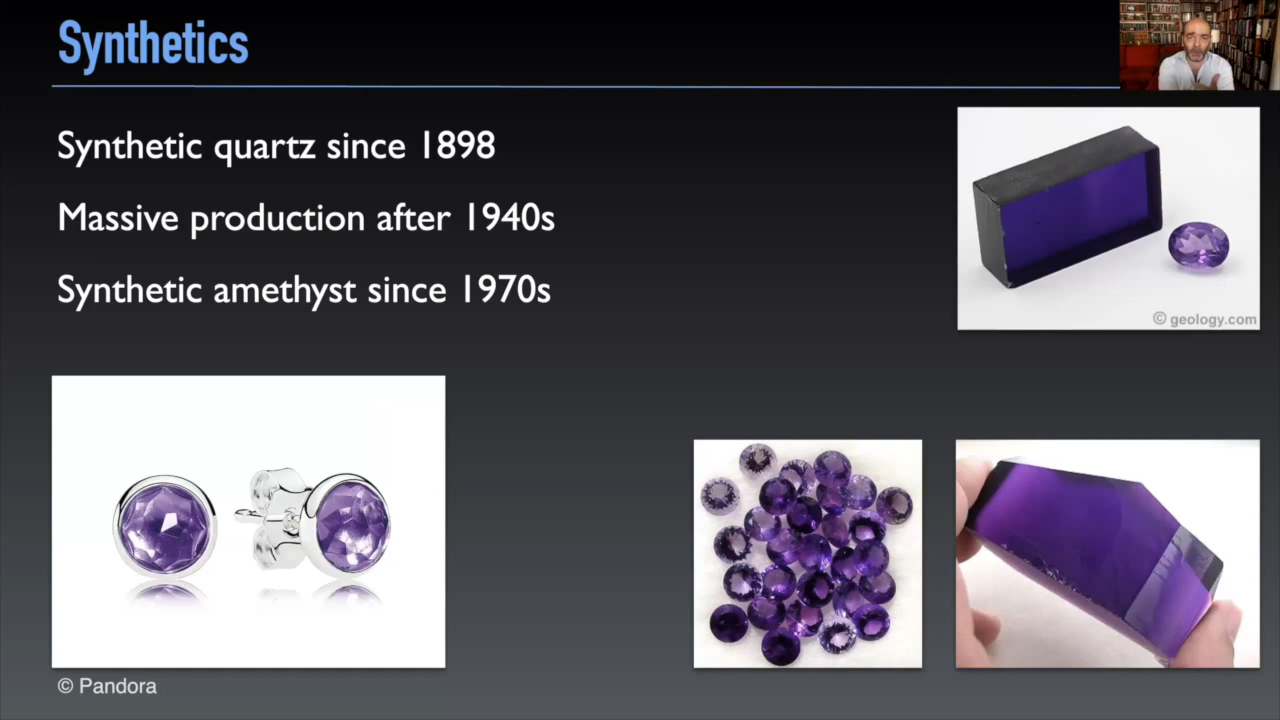 Synthetics
Synthetic quartz since 1898
Massive production after 1940s
Synthetic amethyst since 1970s
© geology.com
© Pandora